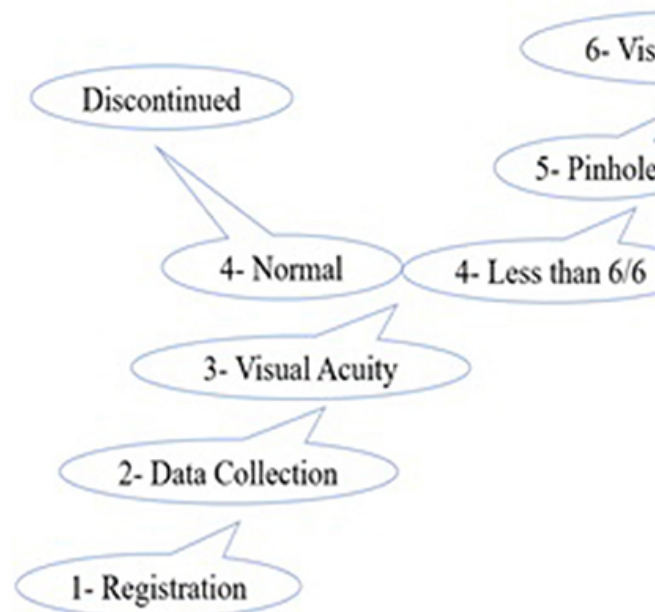 6- Vis
Discontinued
5- Pinhole
4- Normal
4- Less than 6/6
3- Visual Acuity
2- Data Collection
1- Registration